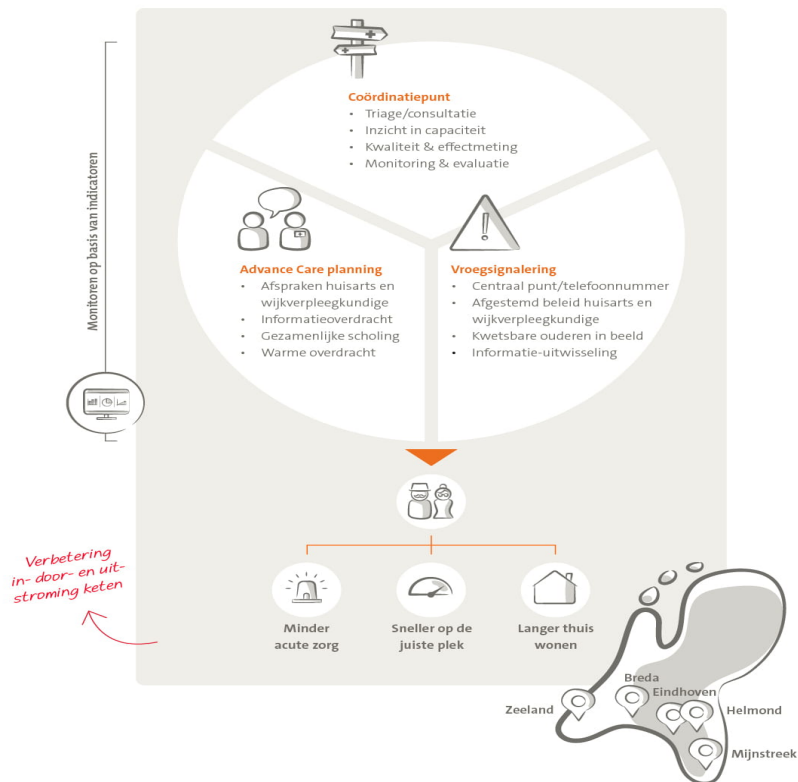 Coördinatiepunt
• Triage/consultatie
• Inzicht in capaciteit
• Kwaliteit & effectmeting
• Monitoring & evaluatie
Monitoren op basis van indicatoren
Advance Care planning
• Afspraken huisarts en
wijkverpleegkundige
• Informatieoverdracht
• Gezamenlijke scholing
• Warme overdracht
Vroegsignalering
• Centraal punt/telefoonnummer
• Afgestemd beleid huisarts en
wijkverpleegkundige
• Kwetsbare ouderen in beeld
• Informatie-uitwisseling
Verbetering
in- door- en uit-
stroming keten
Minder
acute zorg
Sneller op de
juiste plek
Langer thuis
wonen
Breda
Eindhoven
Zeeland
Helmond
Mijnstreek